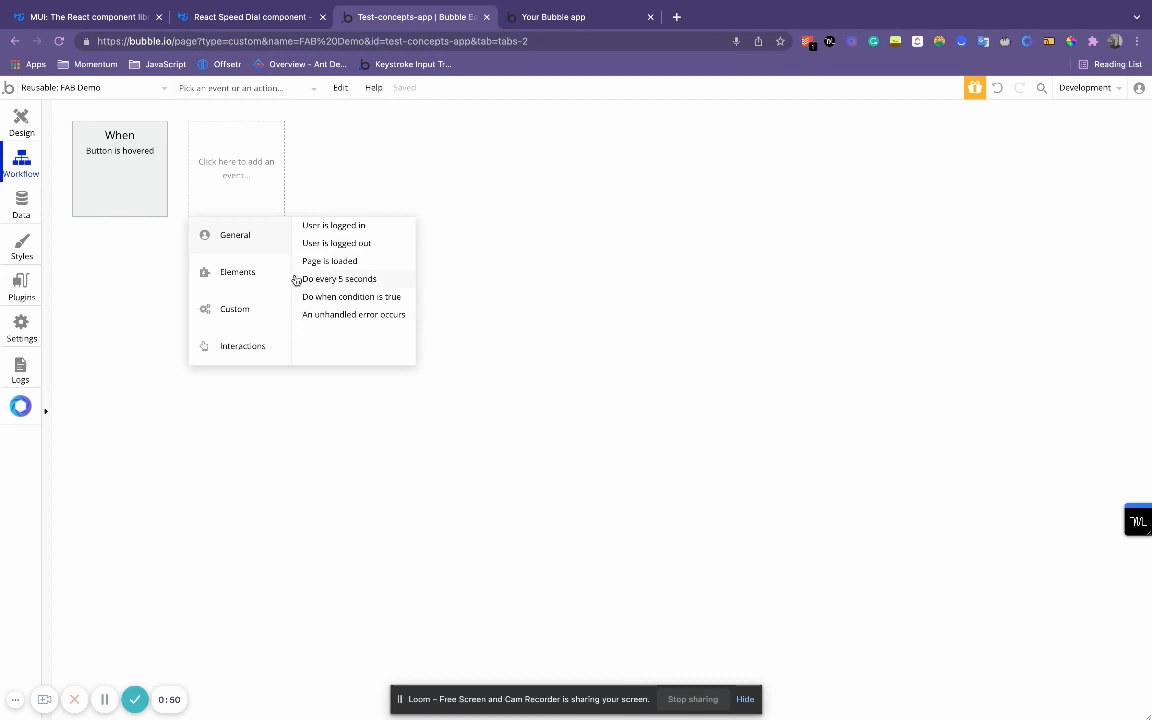 MUI: The React component lib
React Speed Dial component -
Test-concepts-app | Bubble Ed
Your Bubble app
https://bubble.io/page?type=custom&name=FAB%20Demo&id=test-concepts-app&tab=tabs-2
Apps
Momentum
JavaScript
Offsetr
Overview - Ant De...
Keystroke Input Tr...
Reading List
Reusable: FAB Demo
Pick an event or an action...
Edit
Help
Saved
Development
Design
Workflow
Data
Styles
Plugins
Settings
Logs
When
Button is hovered
Click here to add an
event...
General
Elements
Custom
Interactions
User is logged in
User is logged out
Page is loaded
Do every 5 seconds
Do when condition is true
An unhandled error occurs
0:50
Loom – Free Screen and Cam Recorder is sharing your screen.
Stop sharing
Hide